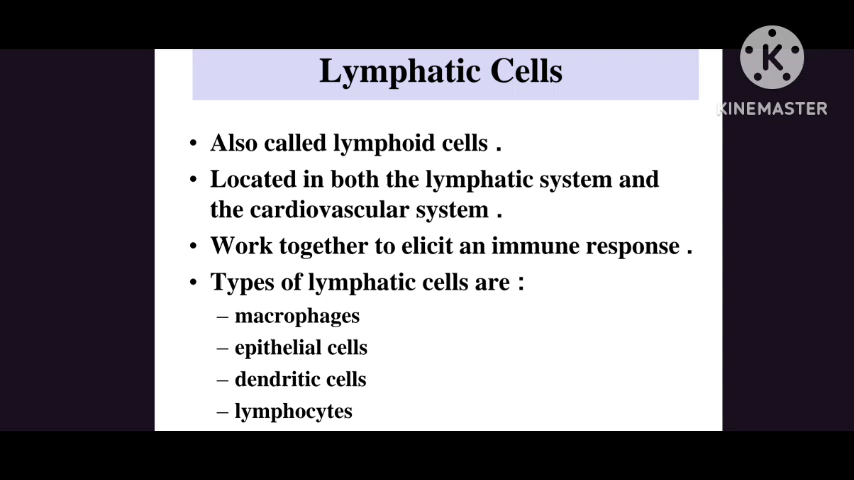 Lymphatic Cells
K
KINEMASTER
• Also called lymphoid cells .
• Located in both the lymphatic system and
the cardiovascular system .
• Work together to elicit an immune response .
• Types of lymphatic cells are :
– macrophages
– epithelial cells
– dendritic cells
– lymphocytes